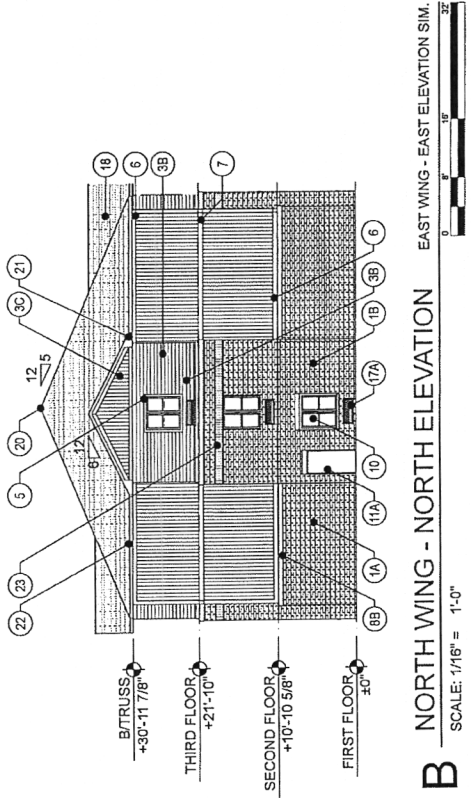 12
5
6
12
20
5
23
22
3C
21
18
6
3B
7
B/TRUSS
+30'-11 7/8"
THIRD FLOOR
+21'-10"
SECOND FLOOR
+10'-10 5/8"
FIRST FLOOR
±0"
8B
1A
11A
10
17A
1B
3B
6
B NORTH WING - NORTH ELEVATION
SCALE: 1/16" = 1'-0"
EAST WING - EAST ELEVATION SIM.
0 8' 16' 32'